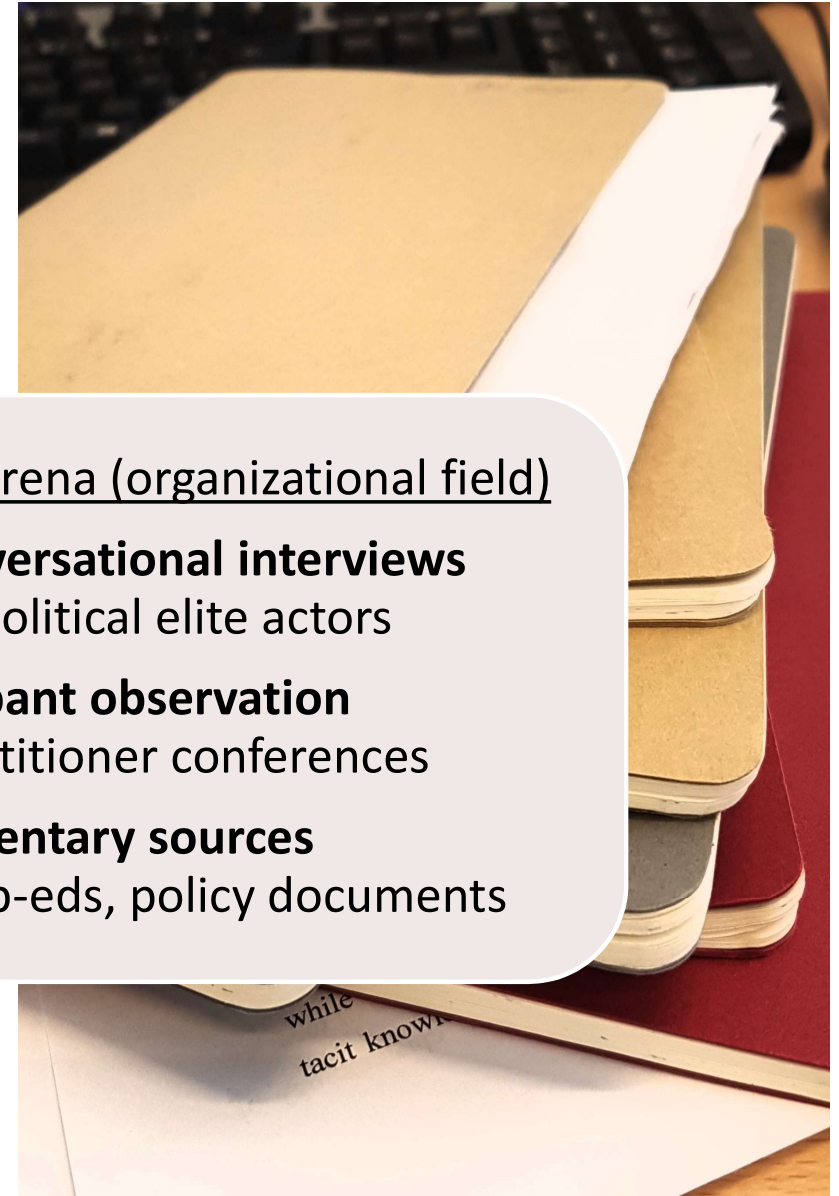 rena (organizational field)
versational interviews
olitical elite actors
pant observation
titioner conferences
entary sources
p-eds, policy documents
while
tacit